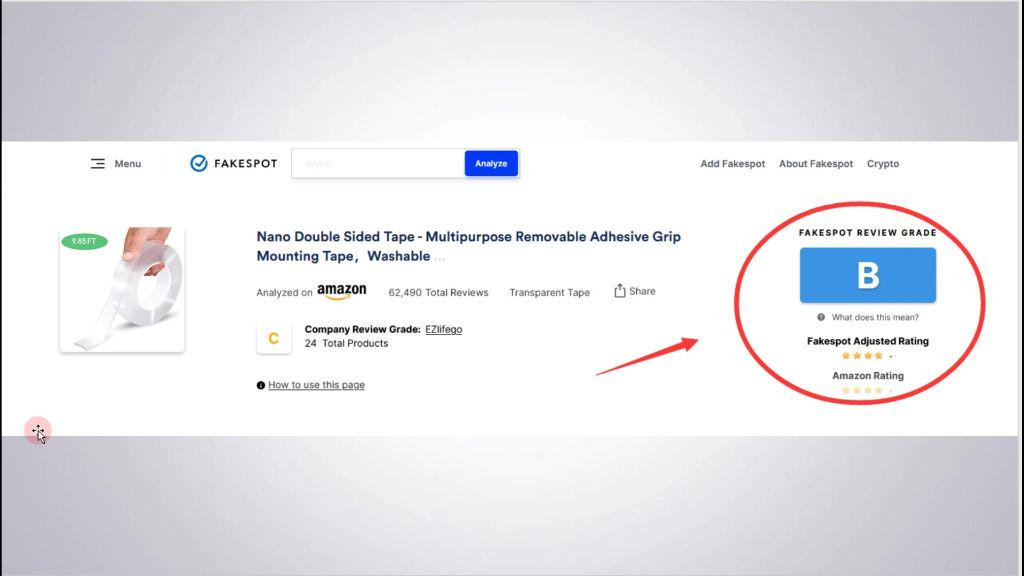 Menu
FAKESPOT
www.
Analyze
Add Fakespot
About Fakespot
Crypto
9.85FT
Nano Double Sided Tape - Multipurpose Removable Adhesive Grip
Mounting Tape, Washable ...
Analyzed on amazon
62,490 Total Reviews
Transparent Tape
Share
C
Company Review Grade: EZlifego
24 Total Products
How to use this page
FAKESPOT REVIEW GRADE
B
What does this mean?
Fakespot Adjusted Rating
Amazon Rating